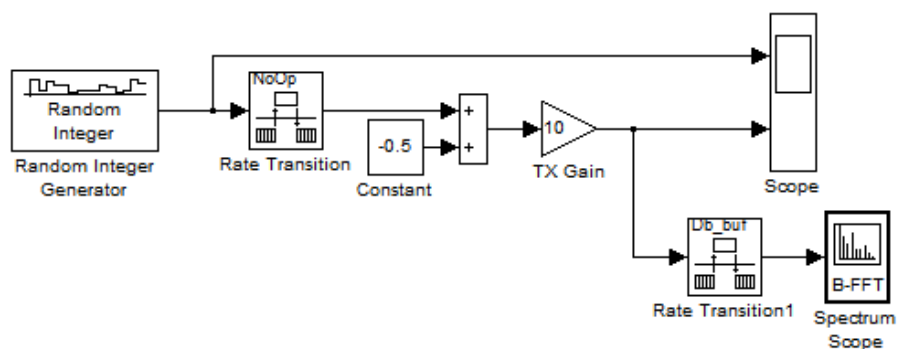 NoOp
Random
Integer
Random Integer
Generator
Rate Transition
+
+
-0.5
Constant
10
TX Gain
Scope
Db_buf
Rate Transition1
B-FFT
Spectrum
Scope